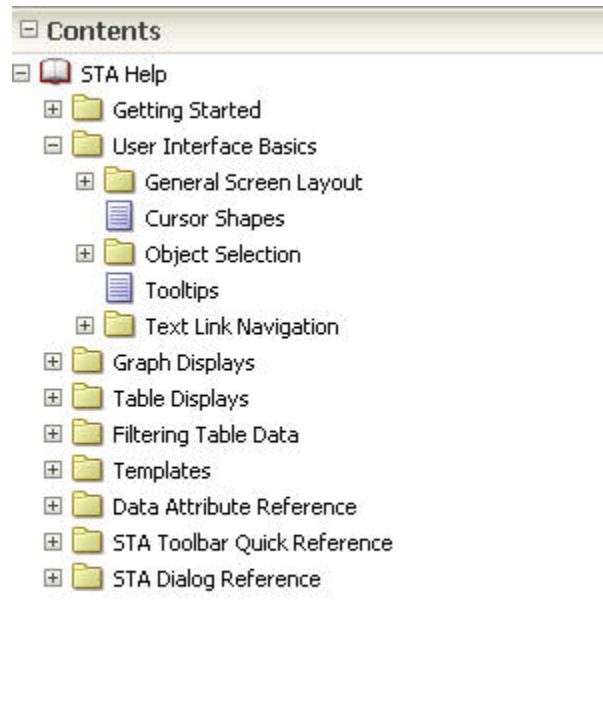 Contents
STA Help
Getting Started
User Interface Basics
General Screen Layout
Cursor Shapes
Object Selection
Tooltips
Text Link Navigation
Graph Displays
Table Displays
Filtering Table Data
Templates
Data Attribute Reference
STA Toolbar Quick Reference
STA Dialog Reference